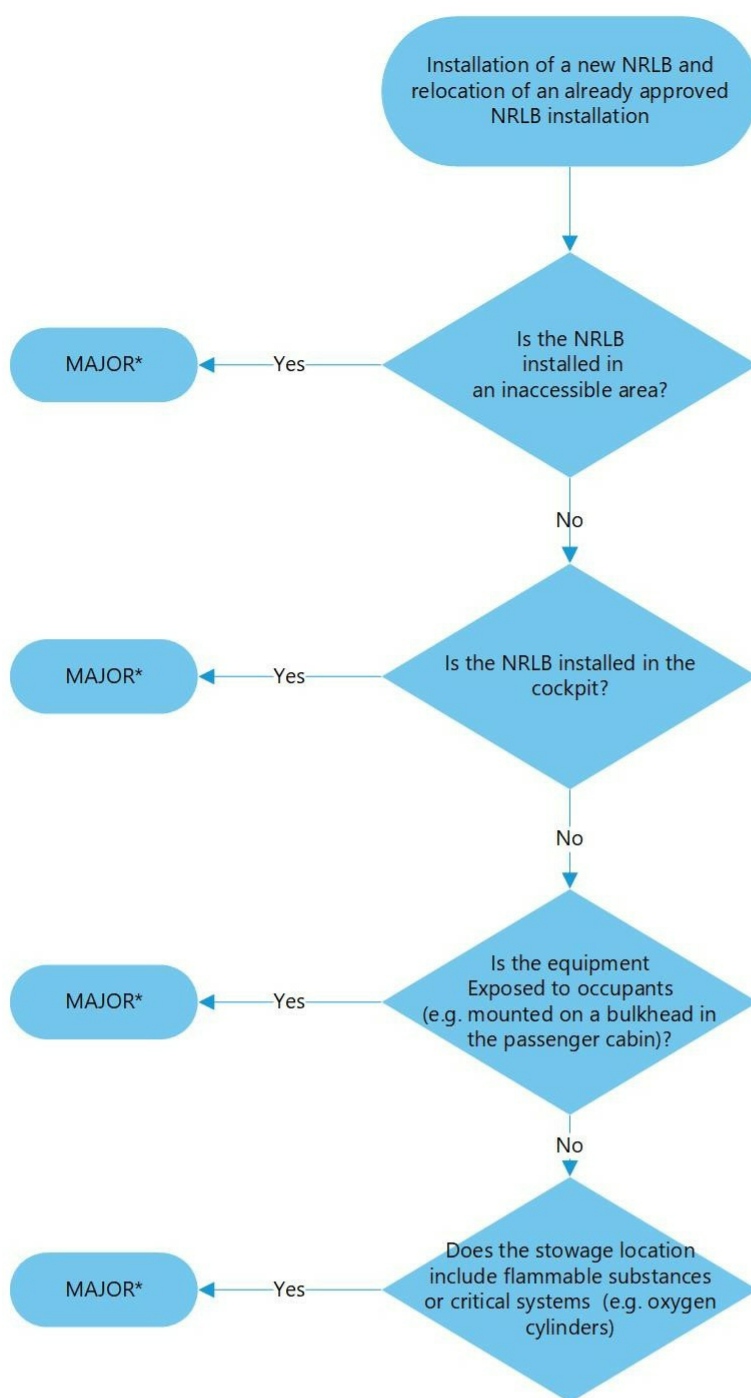 Installation of a new NRLB and
relocation of an already approved
NRLB installation
Is the NRLB
installed in
an inaccessible area?
Yes
MAJOR*
No
Is the NRLB installed in the
cockpit?
Yes
MAJOR*
No
Is the equipment
Exposed to occupants
(e.g. mounted on a bulkhead in
the passenger cabin)?
Yes
MAJOR*
No
Does the stowage location
include flammable substances
or critical systems (e.g. oxygen
cylinders)
Yes
MAJOR*